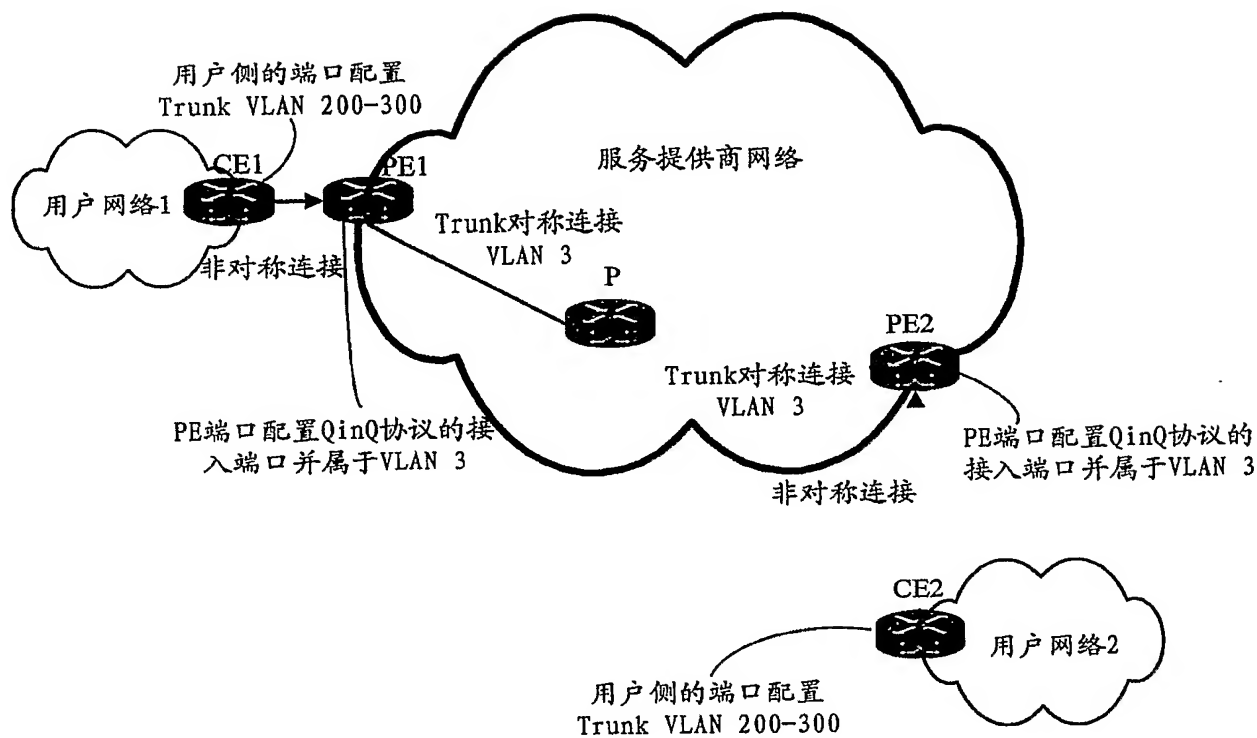 用户侧的端口配置
Trunk VLAN 200-300
CE1
PE1
服务提供商网络
用户网络1
Trunk对称连接
VLAN 3
非对称连接
P
PE2
Trunk对称连接
VLAN 3
PE端口配置QinQ协议的接
入端口并属于VLAN 3
PE端口配置QinQ协议的
接入端口并属于VLAN 3
非对称连接
CE2
用户网络2
用户侧的端口配置
Trunk VLAN 200-300